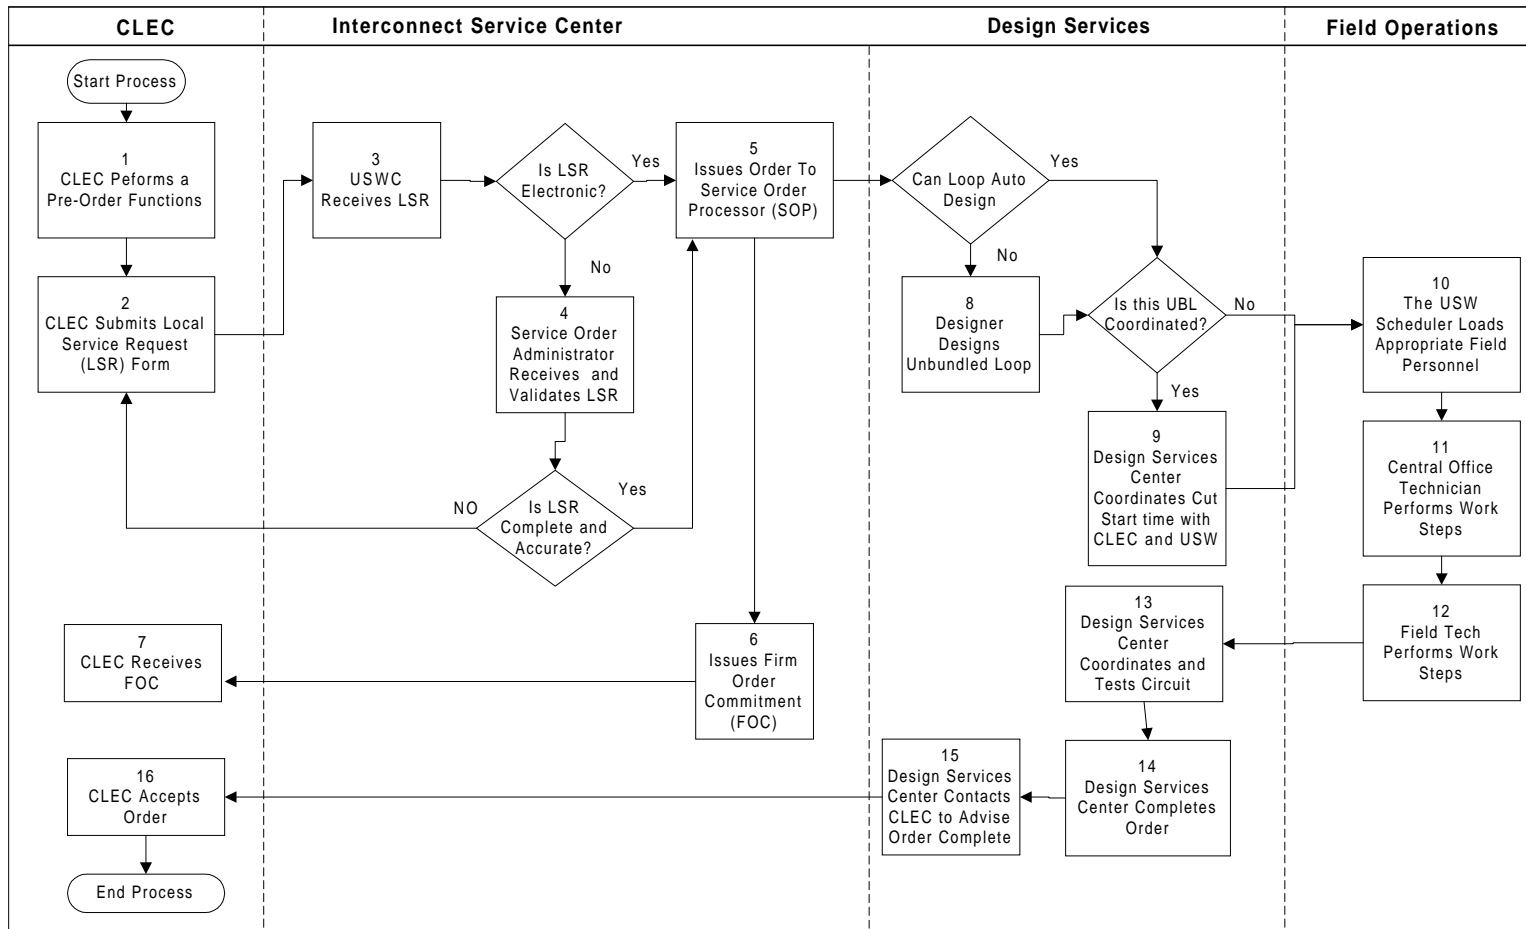 CLEC
Interconnect Service Center
Design Services
Field Operations
Start Process
1
CLEC Peforms a
Pre-Order Functions
2
CLEC Submits Local
Service Request
(LSR) Form
3
USWC
Receives LSR
Is LSR
Electronic?
Yes
No
4
Service Order
Administrator
Receives and
Validates LSR
Is LSR
Complete and
Accurate?
NO
Yes
5
Issues Order To
Service Order
Processor (SOP)
6
Issues Firm
Order
Commitment
(FOC)
7
CLEC Receives
FOC
Can Loop Auto
Design
Yes
No
8
Designer
Designs
Unbundled Loop
Is this UBL
Coordinated?
No
Yes
9
Design Services
Center
Coordinates Cut
Start time with
CLEC and USW
10
The USW
Scheduler Loads
Appropriate Field
Personnel
11
Central Office
Technician
Performs Work
Steps
12
Field Tech
Performs Work
Steps
13
Design Services
Center
Coordinates and
Tests Circuit
14
Design Services
Center Completes
Order
15
Design Services
Center Contacts
CLEC to Advise
Order Complete
16
CLEC Accepts
Order
End Process